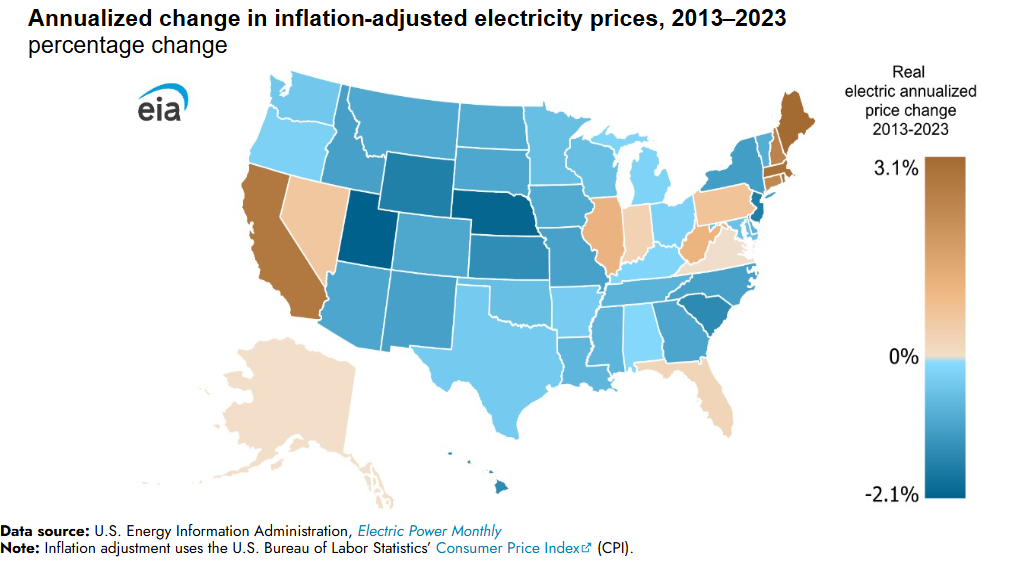 Annualized change in inflation-adjusted electricity prices, 2013–2023
percentage change
eia
Real
electric annualized
price change
2013-2023
3.1%
0%
-2.1%
Data source: U.S. Energy Information Administration, Electric Power Monthly
Note: Inflation adjustment uses the U.S. Bureau of Labor Statistics’ Consumer Price Index (CPI).